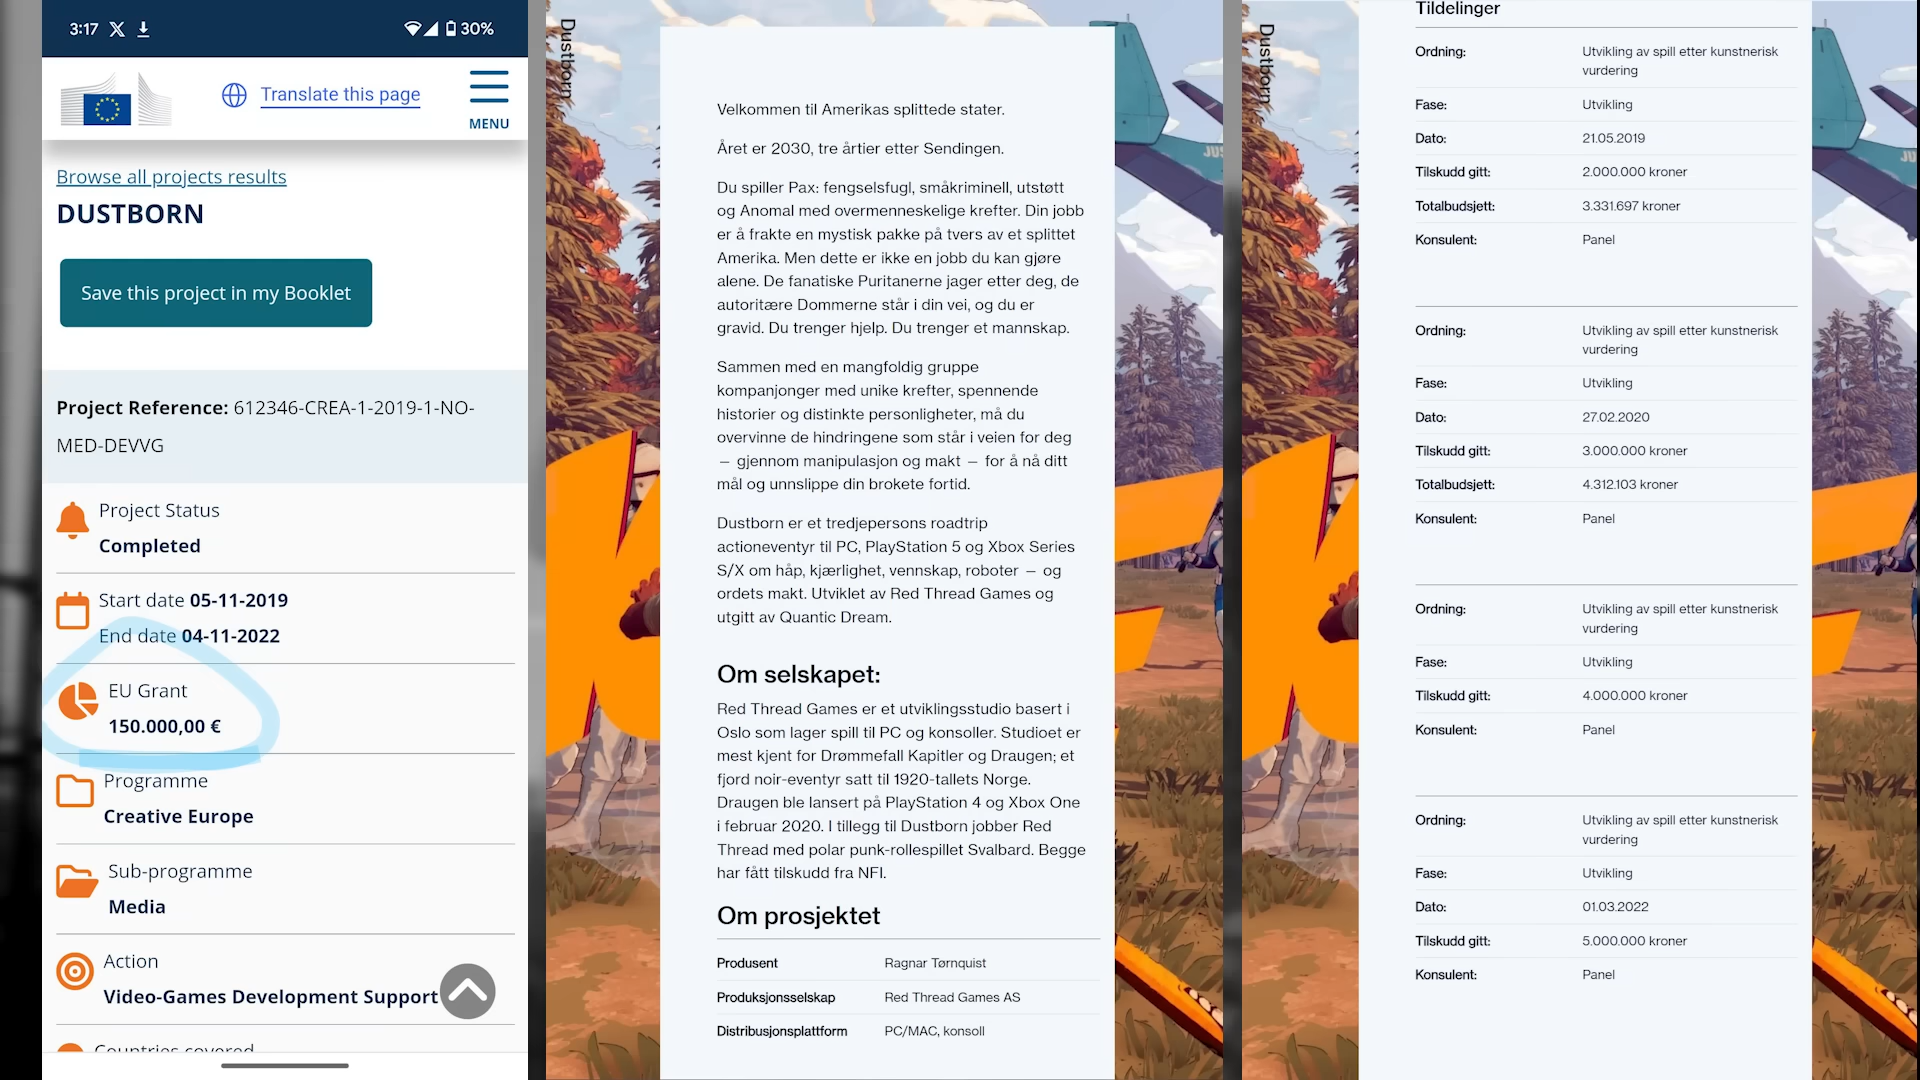 3:17
30%
Translate this page
MENU
Browse all projects results
DUSTBORN
Save this project in my Booklet
Project Reference: 612346-CREA-1-2019-1-NO-
MED-DEVVG
Project Status
Completed
Start date 05-11-2019
End date 04-11-2022
EU Grant
150.000,00 €
Programme
Creative Europe
Sub-programme
Media
Action
Video-Games Development Support
Countries covered
Dustborn
Velkommen til Amerikas splittede stater.
Året er 2030, tre årtier etter Sendingen.
Du spiller Pax: fengselsfugl, småkriminell, utstøtt
og Anomal med overmenneskelige krefter. Din jobb
er å frakte en mystisk pakke på tvers av et splittet
Amerika. Men dette er ikke en jobb du kan gjøre
alene. De fanatiske Puritanerne jager etter deg, de
autoritære Dommerne står i din vei, og du er
gravid. Du trenger hjelp. Du trenger et mannskap.
Sammen med en mangfoldig gruppe
kompanjonger med unike krefter, spennende
historier og distinkte personligheter, må du
overvinne de hindringene som står i veien for deg
– gjennom manipulasjon og makt – for å nå ditt
mål og unnslippe din brokete fortid.
Dustborn er et tredjepersons roadtrip
actioneventyr til PC, PlayStation 5 og Xbox Series
S/X om håp, kjærlighet, vennskap, roboter – og
ordets makt. Utviklet av Red Thread Games og
utgitt av Quantic Dream.
Om selskapet:
Red Thread Games er et utviklingsstudio basert i
Oslo som lager spill til PC og konsoller. Studioet er
mest kjent for Drømmefall Kapitler og Draugen; et
fjord noir-eventyr satt til 1920-tallets Norge.
Draugen ble lansert på PlayStation 4 og Xbox One
i februar 2020. I tillegg til Dustborn jobber Red
Thread med polar punk-rollespillet Svalbard. Begge
har fått tilskudd fra NFI.
Om prosjektet
Produsent Ragnar Tørnquist
Produksjonsselskap Red Thread Games AS
Distribusjonsplattform PC/MAC, konsoll
Dustborn
Tildelinger
Ordning: Utvikling av spill etter kunstnerisk
vurdering
Fase: Utvikling
Dato: 21.05.2019
Tilskudd gitt: 2.000.000 kroner
Totalbudsjett: 3.331.697 kroner
Konsulent: Panel
Ordning: Utvikling av spill etter kunstnerisk
vurdering
Fase: Utvikling
Dato: 27.02.2020
Tilskudd gitt: 3.000.000 kroner
Totalbudsjett: 4.312.103 kroner
Konsulent: Panel
Ordning: Utvikling av spill etter kunstnerisk
vurdering
Fase: Utvikling
Tilskudd gitt: 4.000.000 kroner
Konsulent: Panel
Ordning: Utvikling av spill etter kunstnerisk
vurdering
Fase: Utvikling
Dato: 01.03.2022
Tilskudd gitt: 5.000.000 kroner
Konsulent: Panel